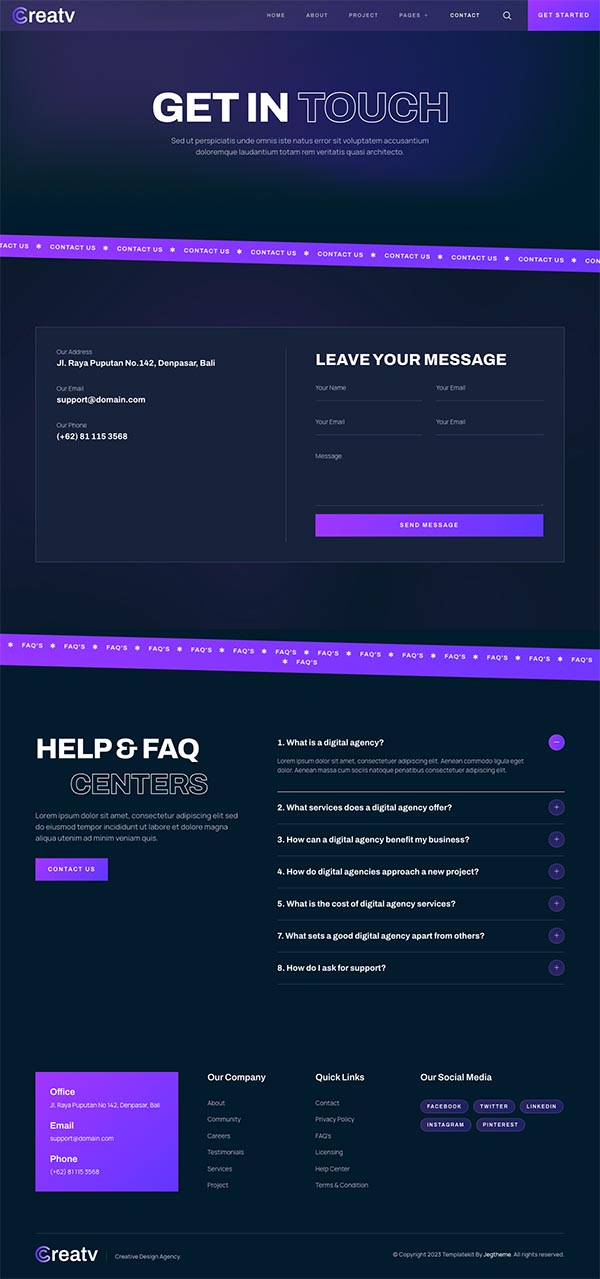 Creatv
HOME ABOUT PROJECT PAGES + CONTACT
GET STARTED
GET IN TOUCH
Sed ut perspiciatis unde omnis iste natus error sit voluptatem accusantium
doloremque laudantium totam rem veritatis quasi architecto.
TACT US ✱ CONTACT US ✱ CONTACT US ✱ CONTACT US ✱ CONTACT US ✱ CONTACT US ✱ CONTACT US ✱ CONTACT US ✱ CONTACT US ✱ CON
Our Address
Jl. Raya Puputan No.142, Denpasar, Bali
Our Email
support@domain.com
Our Phone
(+62) 81 115 3568
LEAVE YOUR MESSAGE
Your Name Your Email
Your Email Your Email
Message
SEND MESSAGE
✱ FAQ'S ✱ FAQ'S ✱ FAQ'S ✱ FAQ'S ✱ FAQ'S ✱ FAQ'S ✱ FAQ'S ✱ FAQ'S ✱ FAQ'S ✱ FAQ'S ✱ FAQ'S ✱ FAQ'S ✱ FAQ'S ✱ FAQ'S
✱ FAQ'S
HELP & FAQ
CENTERS
Lorem ipsum dolor sit amet, consectetur adipiscing elit sed
do eiusmod tempor incididunt ut labore et dolore magna
aliqua utenim ad minim veniam quis.
CONTACT US
1. What is a digital agency?
Lorem ipsum dolor sit amet, consectetuer adipiscing elit. Aenean commodo ligula eget
dolor. Aenean massa cum sociis natoque penatibus consectetuer adipiscing elit.
2. What services does a digital agency offer?
3. How can a digital agency benefit my business?
4. How do digital agencies approach a new project?
5. What is the cost of digital agency services?
7. What sets a good digital agency apart from others?
8. How do I ask for support?
Office
Jl. Raya Puputan No 142, Denpasar, Bali
Email
support@domain.com
Phone
(+62) 81 115 3568
Our Company
About
Community
Careers
Testimonials
Services
Project
Quick Links
Contact
Privacy Policy
FAQ's
Licensing
Help Center
Terms & Condition
Our Social Media
FACEBOOK TWITTER LINKEDIN
INSTAGRAM PINTEREST
Creatv
Creative Design Agency.
© Copyright 2023 Templatekit By Jegtheme. All rights reserved.